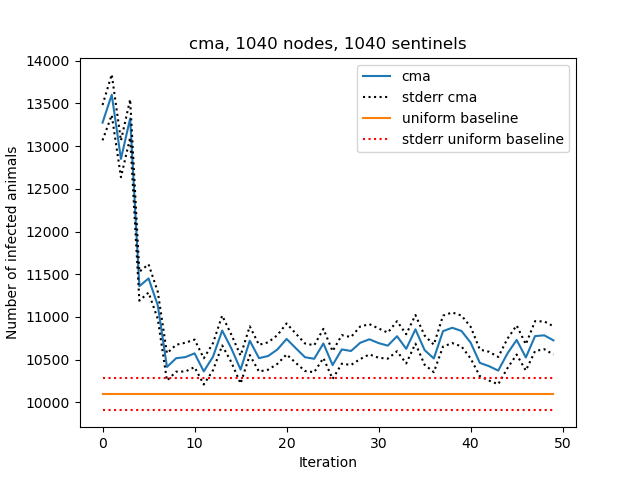 cma, 1040 nodes, 1040 sentinels
cma
stderr cma
uniform baseline
stderr uniform baseline
Number of infected animals
14000
13500
13000
12500
12000
11500
11000
10500
10000
0 10 20 30 40 50
Iteration